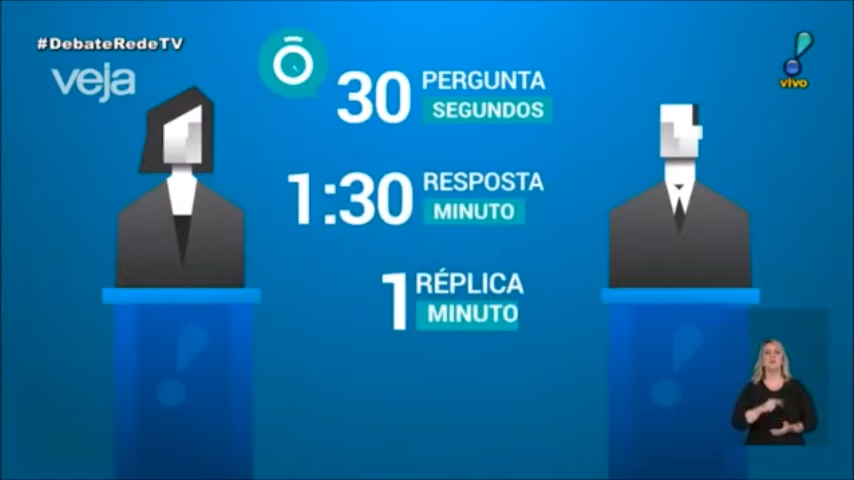 #DebateRedeTV
veja
30 PERGUNTA
SEGUNDOS
vivo
1:30 RESPOSTA
MINUTO
1 RÉPLICA
MINUTO